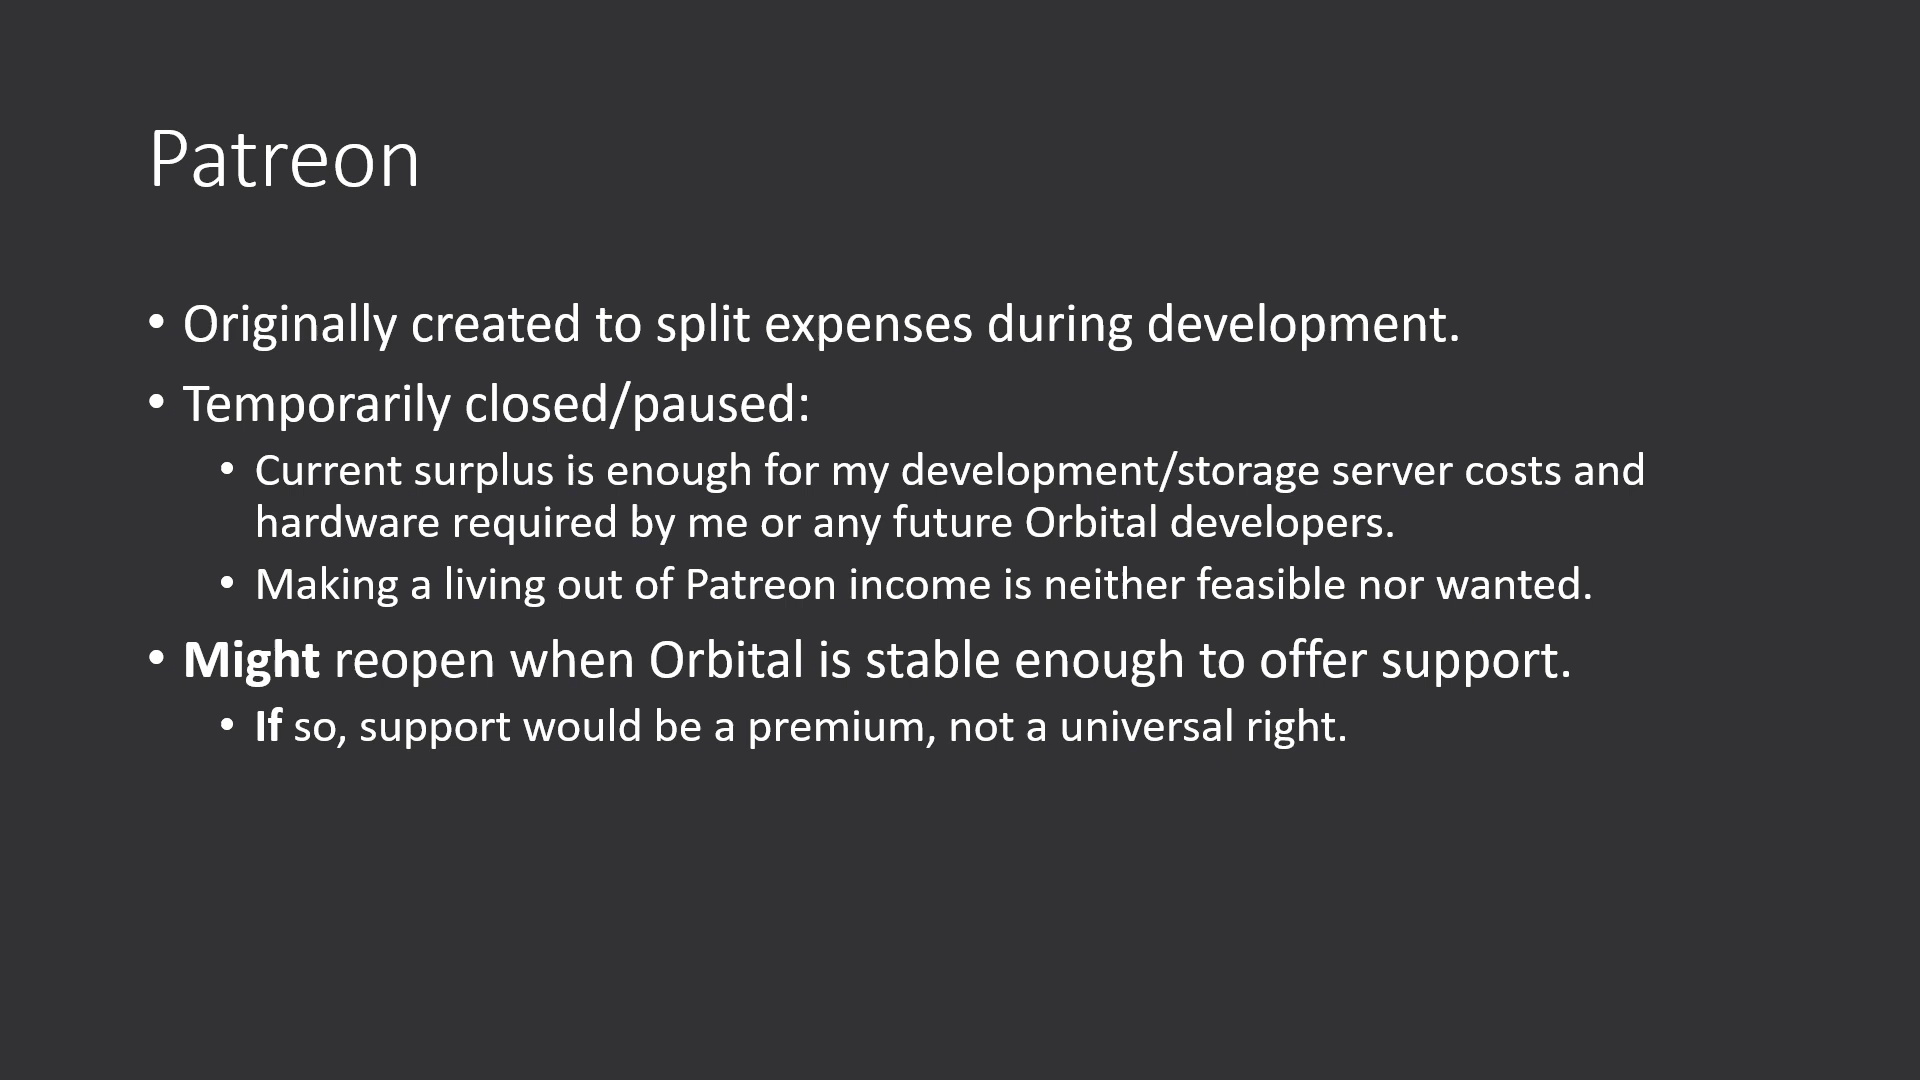 Patreon
• Originally created to split expenses during development.
• Temporarily closed/paused:
• Current surplus is enough for my development/storage server costs and
hardware required by me or any future Orbital developers.
• Making a living out of Patreon income is neither feasible nor wanted.
• Might reopen when Orbital is stable enough to offer support.
• If so, support would be a premium, not a universal right.